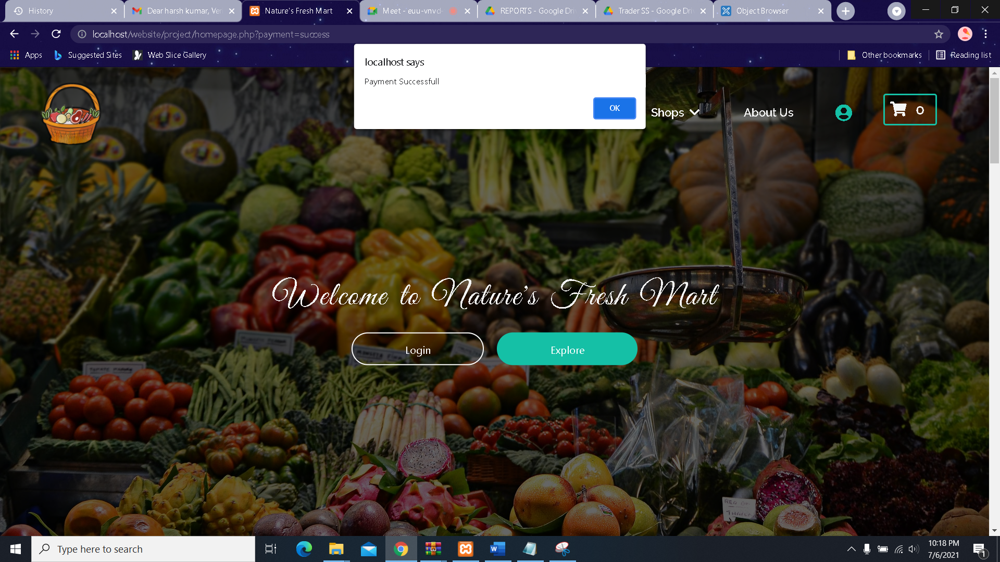 History
Dear harsh kumar, Ver
Nature's Fresh Mart
Meet - euu-vnvd-
REPORTS - Google Dri
Trader SS - Google Dri
Object Browser
localhost/website/project/homepage.php?payment=success
Apps
Suggested Sites
Web Slice Gallery
Other bookmarks
Reading list
localhost says
Payment Successfull
OK
Shops
About Us
0
Welcome to Nature's Fresh Mart
Login
Explore
Type here to search
10:18 PM
7/6/2021
1